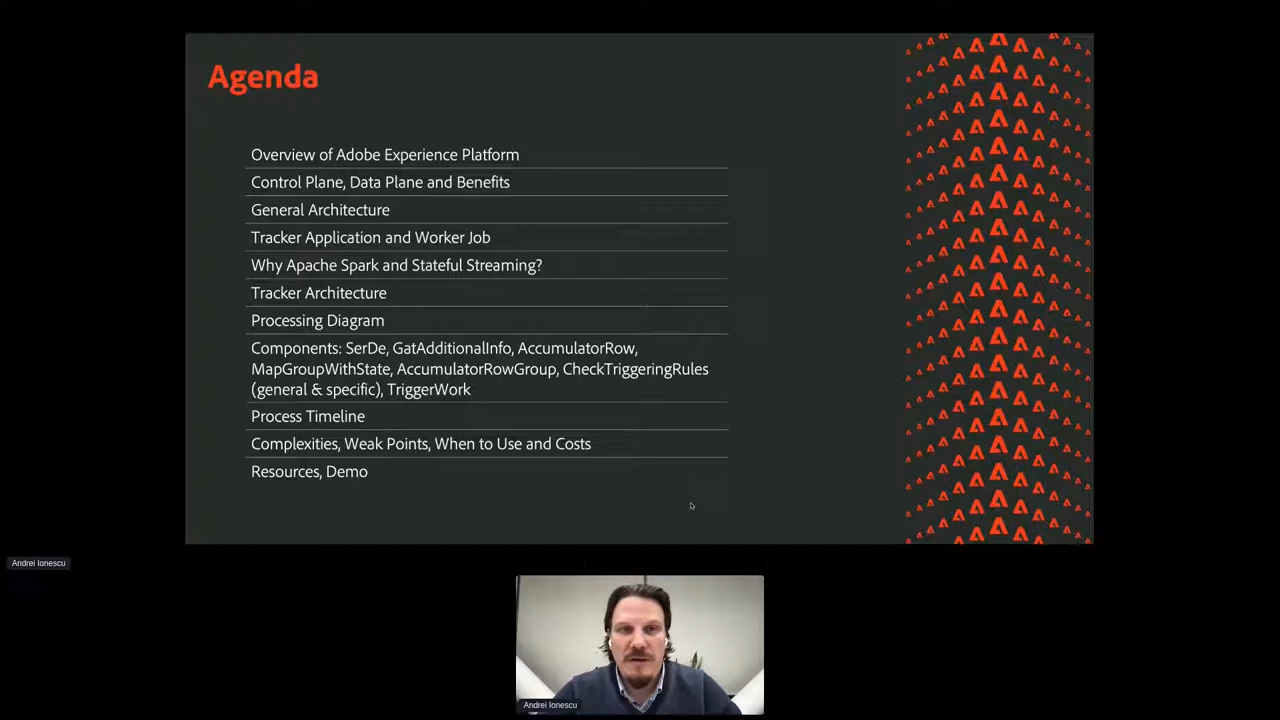 Agenda
Overview of Adobe Experience Platform
Control Plane, Data Plane and Benefits
General Architecture
Tracker Application and Worker Job
Why Apache Spark and Stateful Streaming?
Tracker Architecture
Processing Diagram
Components: SerDe, GatAdditionalInfo, AccumulatorRow,
MapGroupWithState, AccumulatorRowGroup, CheckTriggeringRules
(general & specific), TriggerWork
Process Timeline
Complexities, Weak Points, When to Use and Costs
Resources, Demo
Andrei Ionescu
Andrei Ionescu